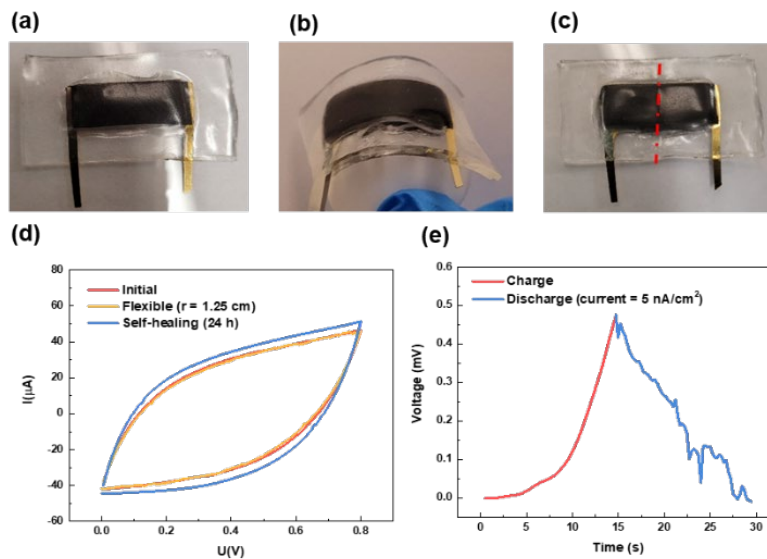 (a)
(b)
(c)
(d)
(e)
80
60
40
20
0
-20
-40
-60
I(μA)
Initial
Flexible (r = 1.25 cm)
Self-healing (24 h)
0.0 0.2 0.4 0.6 0.8
U(V)
0.6
0.5
0.4
0.3
0.2
0.1
0.0
Voltage (mV)
Charge
Discharge (current = 5 nA/cm²)
0 5 10 15 20 25 30
Time (s)